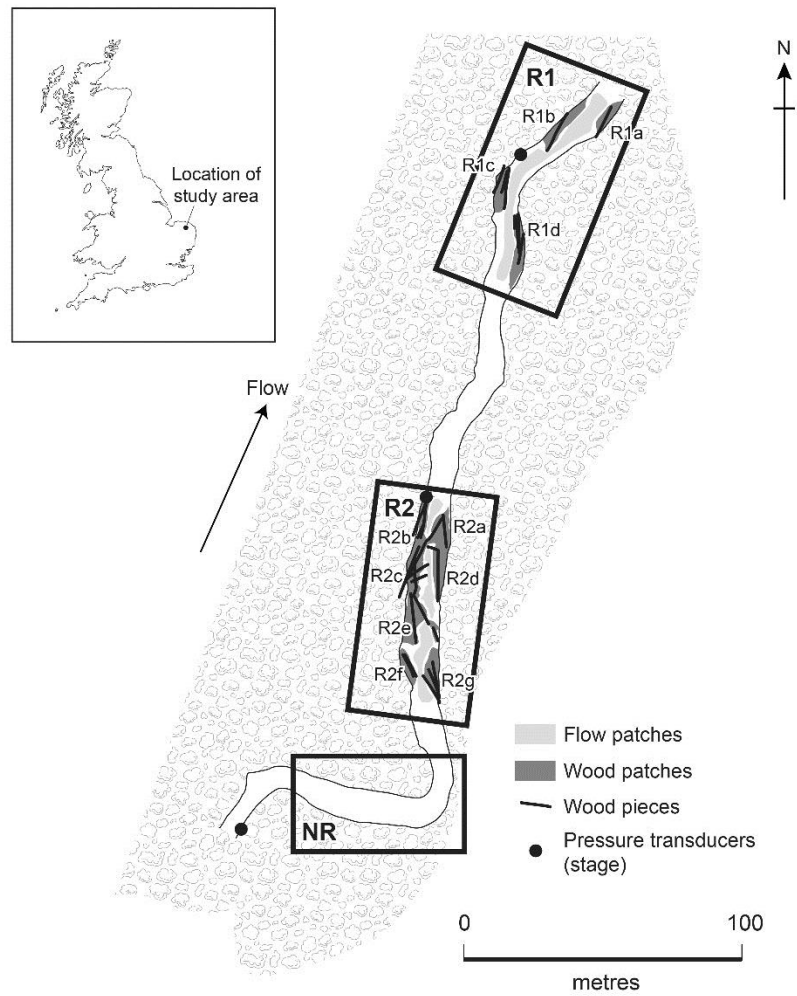 Location of
study area
N
R1
R1b
R1a
R1c
R1d
Flow
R2
R2a
R2b
R2c
R2d
R2e
R2f
R2g
NR
Flow patches
Wood patches
Wood pieces
Pressure transducers
(stage)
0
100
metres